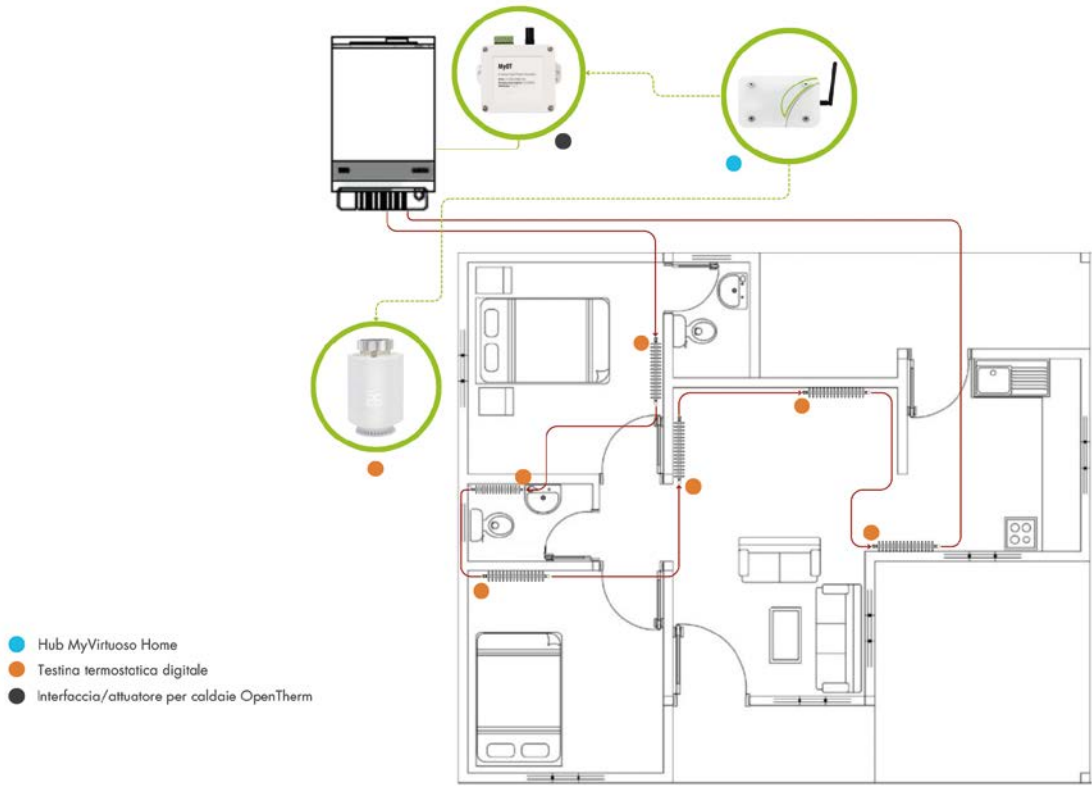 MyOT
Hub MyVirtuoso Home
Testina termostatica digitale
Interfaccia/attuatore per caldaie OpenTherm